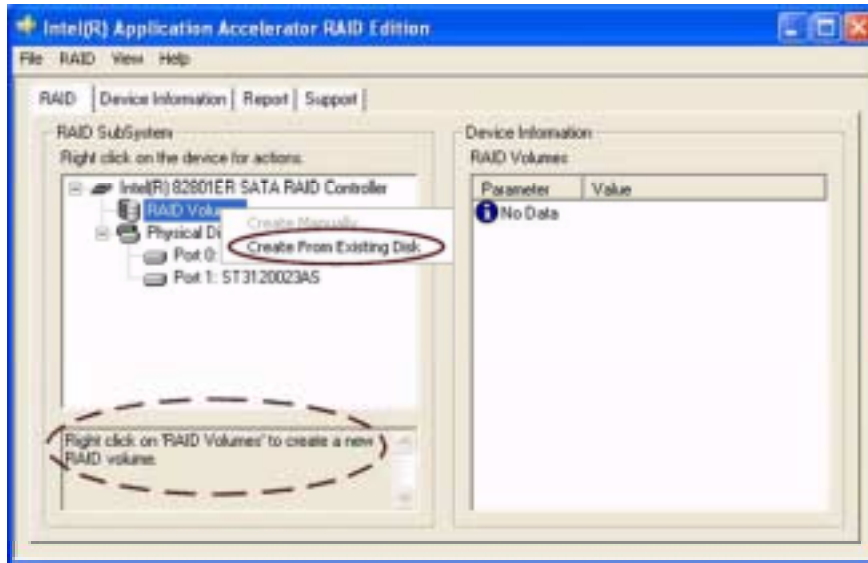 Intel(R) Application Accelerator RAID Edition
File RAID View Help
RAID Device Information Report Support
RAID SubSystem
Right click on the device for actions.
Intel(R) 82801ER SATA RAID Controller
RAID Volu
Create Manually
Create From Existing Disk
Physical Di
Port 0:
Port 1: ST3120023AS
Right click on 'RAID Volumes' to create a new
RAID volume.
Device Information
RAID Volumes
Parameter Value
No Data